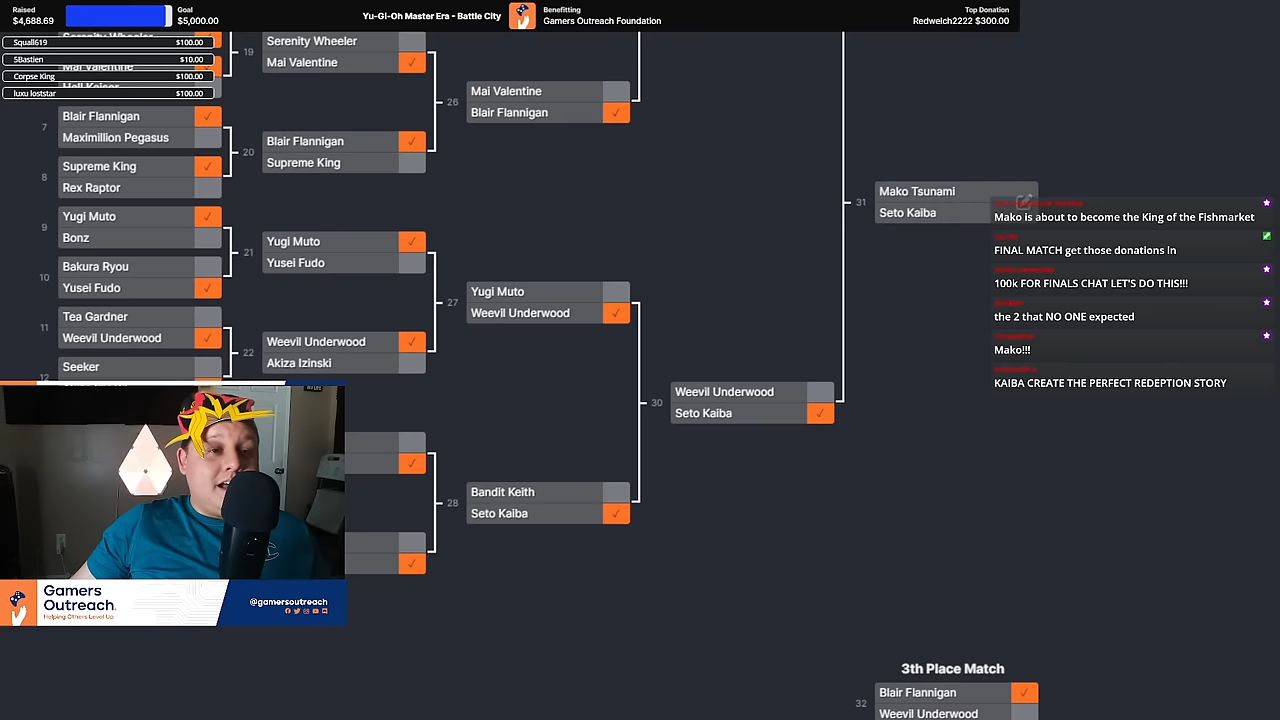 Raised
$4,688.69
Goal
$5,000.00
Yu-Gi-Oh Master Era - Battle City
Benefitting
Gamers Outreach Foundation
Top Donation
Redwelch2222 $300.00
Squall619 $100.00
5Bastien $10.00
Corpse King $100.00
luxu loststar $100.00
Serenity Wheeler
Mai Valentine
Hell Kaiser
7
Blair Flannigan
Maximillion Pegasus
8
Supreme King
Rex Raptor
9
Yugi Muto
Bonz
10
Bakura Ryou
Yusei Fudo
11
Tea Gardner
Weevil Underwood
12
Seeker
19
Serenity Wheeler
Mai Valentine
20
Blair Flannigan
Supreme King
21
Yugi Muto
Yusei Fudo
22
Weevil Underwood
Akiza Izinski
26
Mai Valentine
Blair Flannigan
27
Yugi Muto
Weevil Underwood
28
Bandit Keith
Seto Kaiba
30
Weevil Underwood
Seto Kaiba
31
Mako Tsunami
Seto Kaiba
Mako is about to become the King of the Fishmarket
FINAL MATCH get those donations in
100k FOR FINALS CHAT LET'S DO THIS!!!
the 2 that NO ONE expected
Mako!!!
KAIBA CREATE THE PERFECT REDEPTION STORY
Gamers
Outreach.
Helping Others Level Up
@gamersoutreach
3th Place Match
32
Blair Flannigan
Weevil Underwood